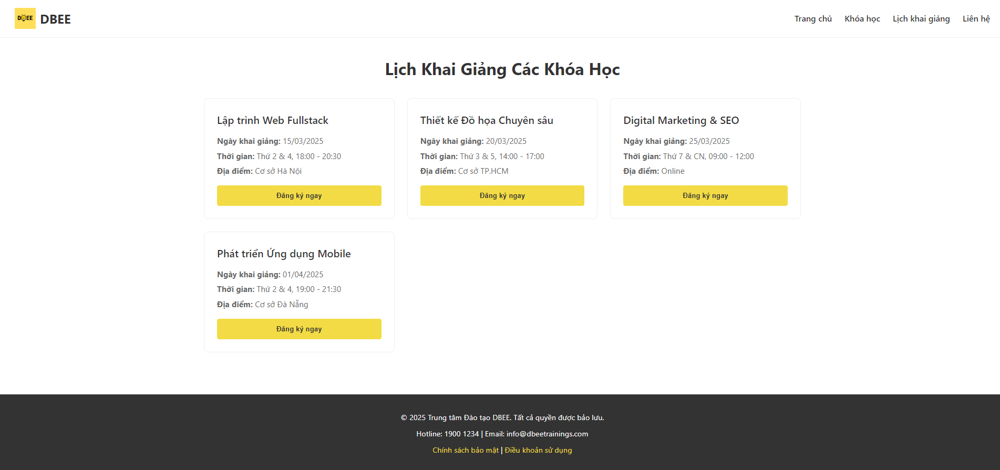 DBEE
DBEE
Trang chủ
Khóa học
Lịch khai giảng
Liên hệ
Lịch Khai Giảng Các Khóa Học
Lập trình Web Fullstack
Ngày khai giảng: 15/03/2025
Thời gian: Thứ 2 & 4, 18:00 - 20:30
Địa điểm: Cơ sở Hà Nội
Đăng ký ngay
Thiết kế Đồ họa Chuyên sâu
Ngày khai giảng: 20/03/2025
Thời gian: Thứ 3 & 5, 14:00 - 17:00
Địa điểm: Cơ sở TP.HCM
Đăng ký ngay
Digital Marketing & SEO
Ngày khai giảng: 25/03/2025
Thời gian: Thứ 7 & CN, 09:00 - 12:00
Địa điểm: Online
Đăng ký ngay
Phát triển Ứng dụng Mobile
Ngày khai giảng: 01/04/2025
Thời gian: Thứ 2 & 4, 19:00 - 21:30
Địa điểm: Cơ sở Đà Nẵng
Đăng ký ngay
© 2025 Trung tâm Đào tạo DBEE. Tất cả quyền được bảo lưu.
Hotline: 1900 1234 | Email: info@dbeetrainings.com
Chính sách bảo mật | Điều khoản sử dụng